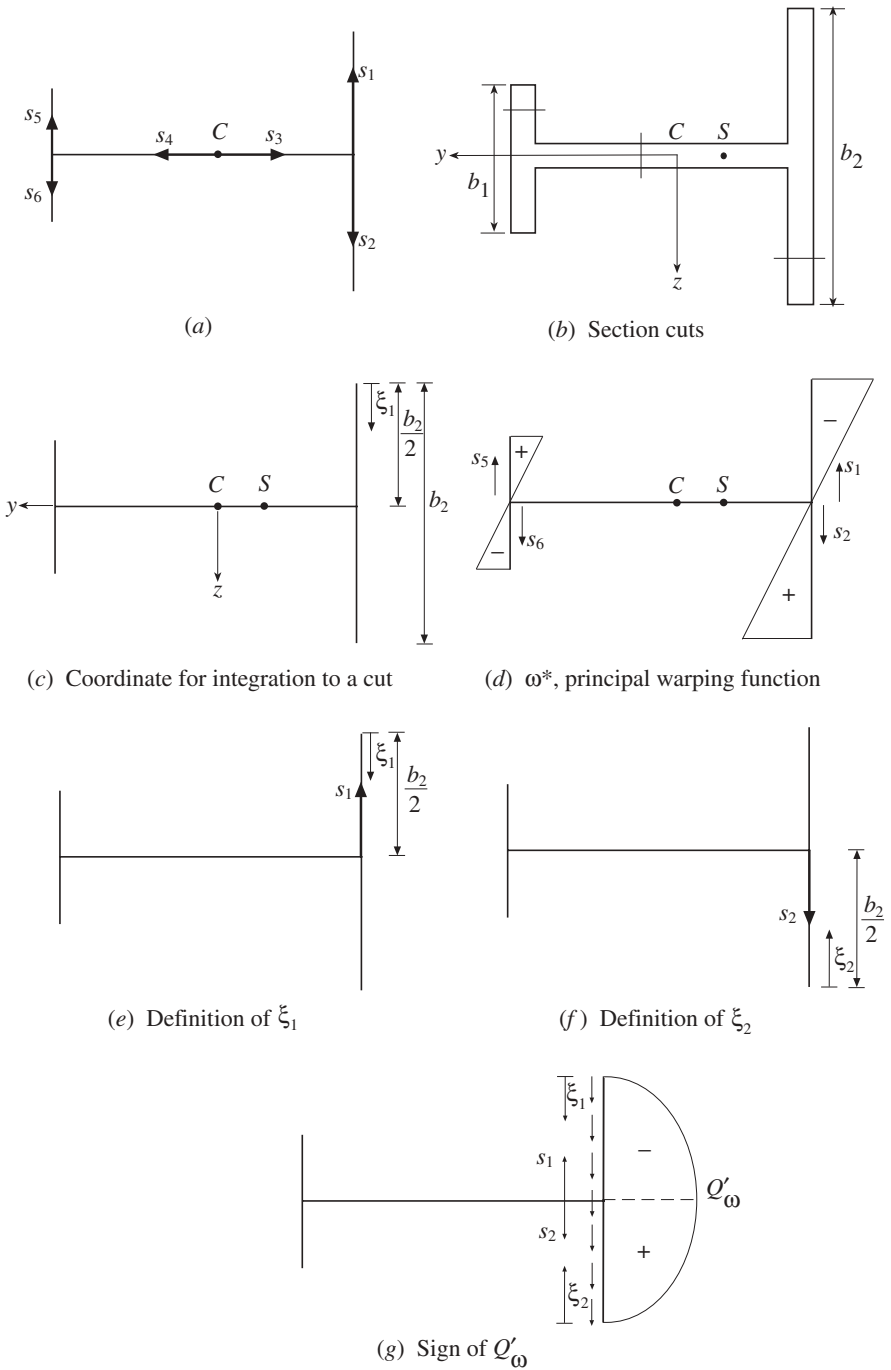 s1
s5
s4
C
s3
s6
s2
(a)
y
b1
C
S
b2
z
(b) Section cuts
ξ1
b2
2
C
S
y
b2
z
(c) Coordinate for integration to a cut
−
+
s5
s1
C
S
s6
s2
−
+
(d) ω*, principal warping function
ξ1
s1
b2
2
(e) Definition of ξ1
s2
b2
2
ξ2
(f) Definition of ξ2
ξ1
−
s1
Q′ω
s2
+
ξ2
(g) Sign of Q′ω